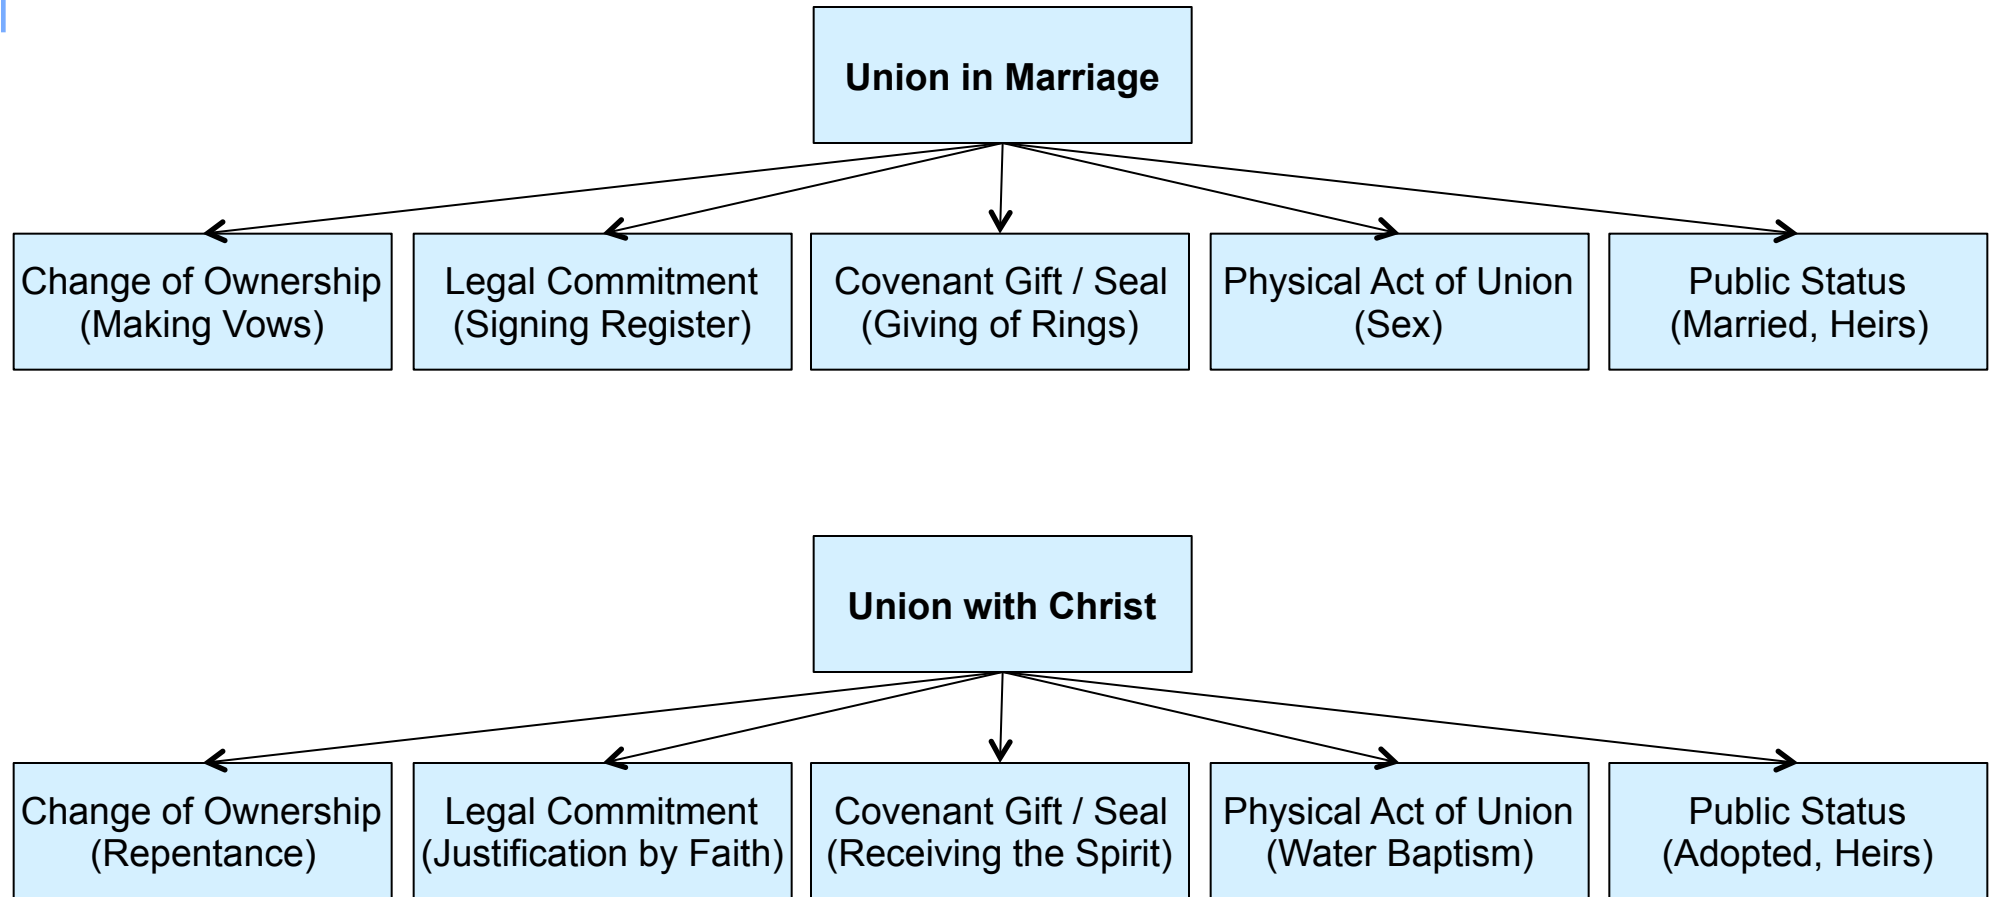 Union in Marriage
Change of Ownership
(Making Vows)
Legal Commitment
(Signing Register)
Covenant Gift / Seal
(Giving of Rings)
Physical Act of Union
(Sex)
Public Status
(Married, Heirs)
Union with Christ
Change of Ownership
(Repentance)
Legal Commitment
(Justification by Faith)
Covenant Gift / Seal
(Receiving the Spirit)
Physical Act of Union
(Water Baptism)
Public Status
(Adopted, Heirs)